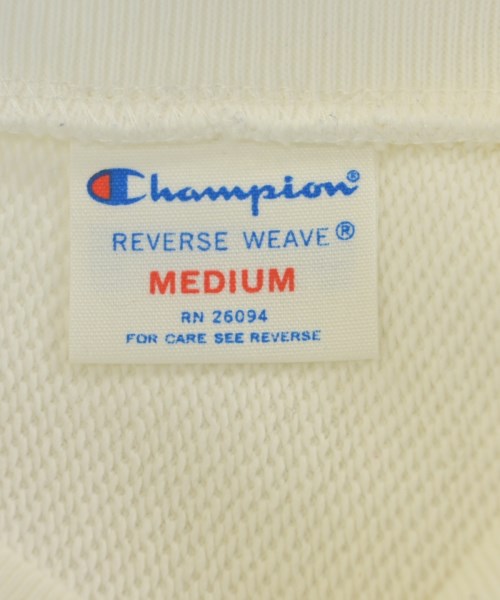 Champion®
REVERSE WEAVE®
MEDIUM
RN 26094
FOR CARE SEE REVERSE